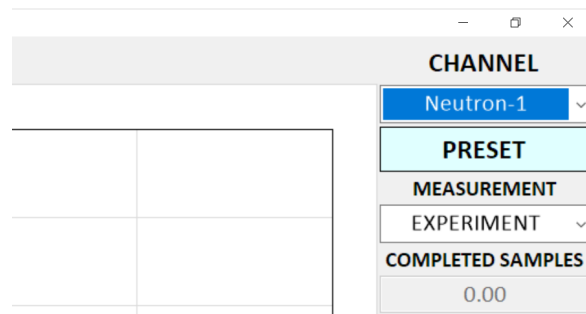 CHANNEL
Neutron-1
PRESET
MEASUREMENT
EXPERIMENT
COMPLETED SAMPLES
0.00